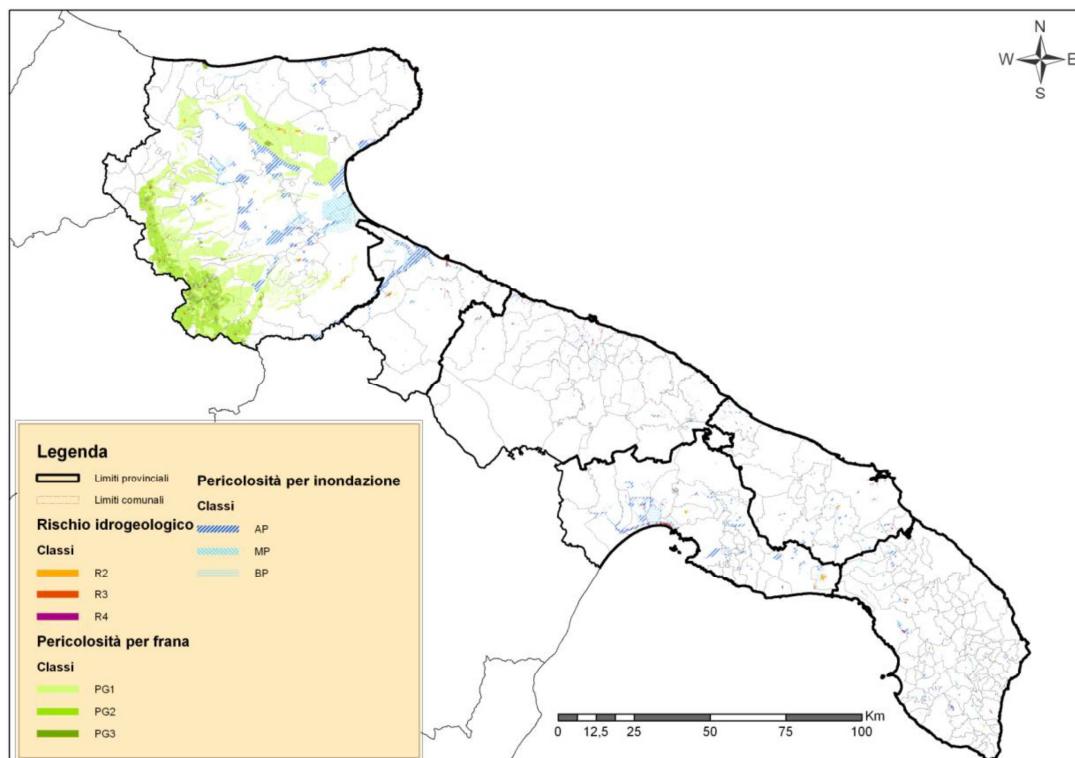 N
W E
S
Legenda
Limiti provinciali
Limiti comunali
Rischio idrogeologico
Classi
R2
R3
R4
Pericolosità per frana
Classi
PG1
PG2
PG3
Pericolosità per inondazione
Classi
AP
MP
BP
Km
0 12,5 25 50 75 100